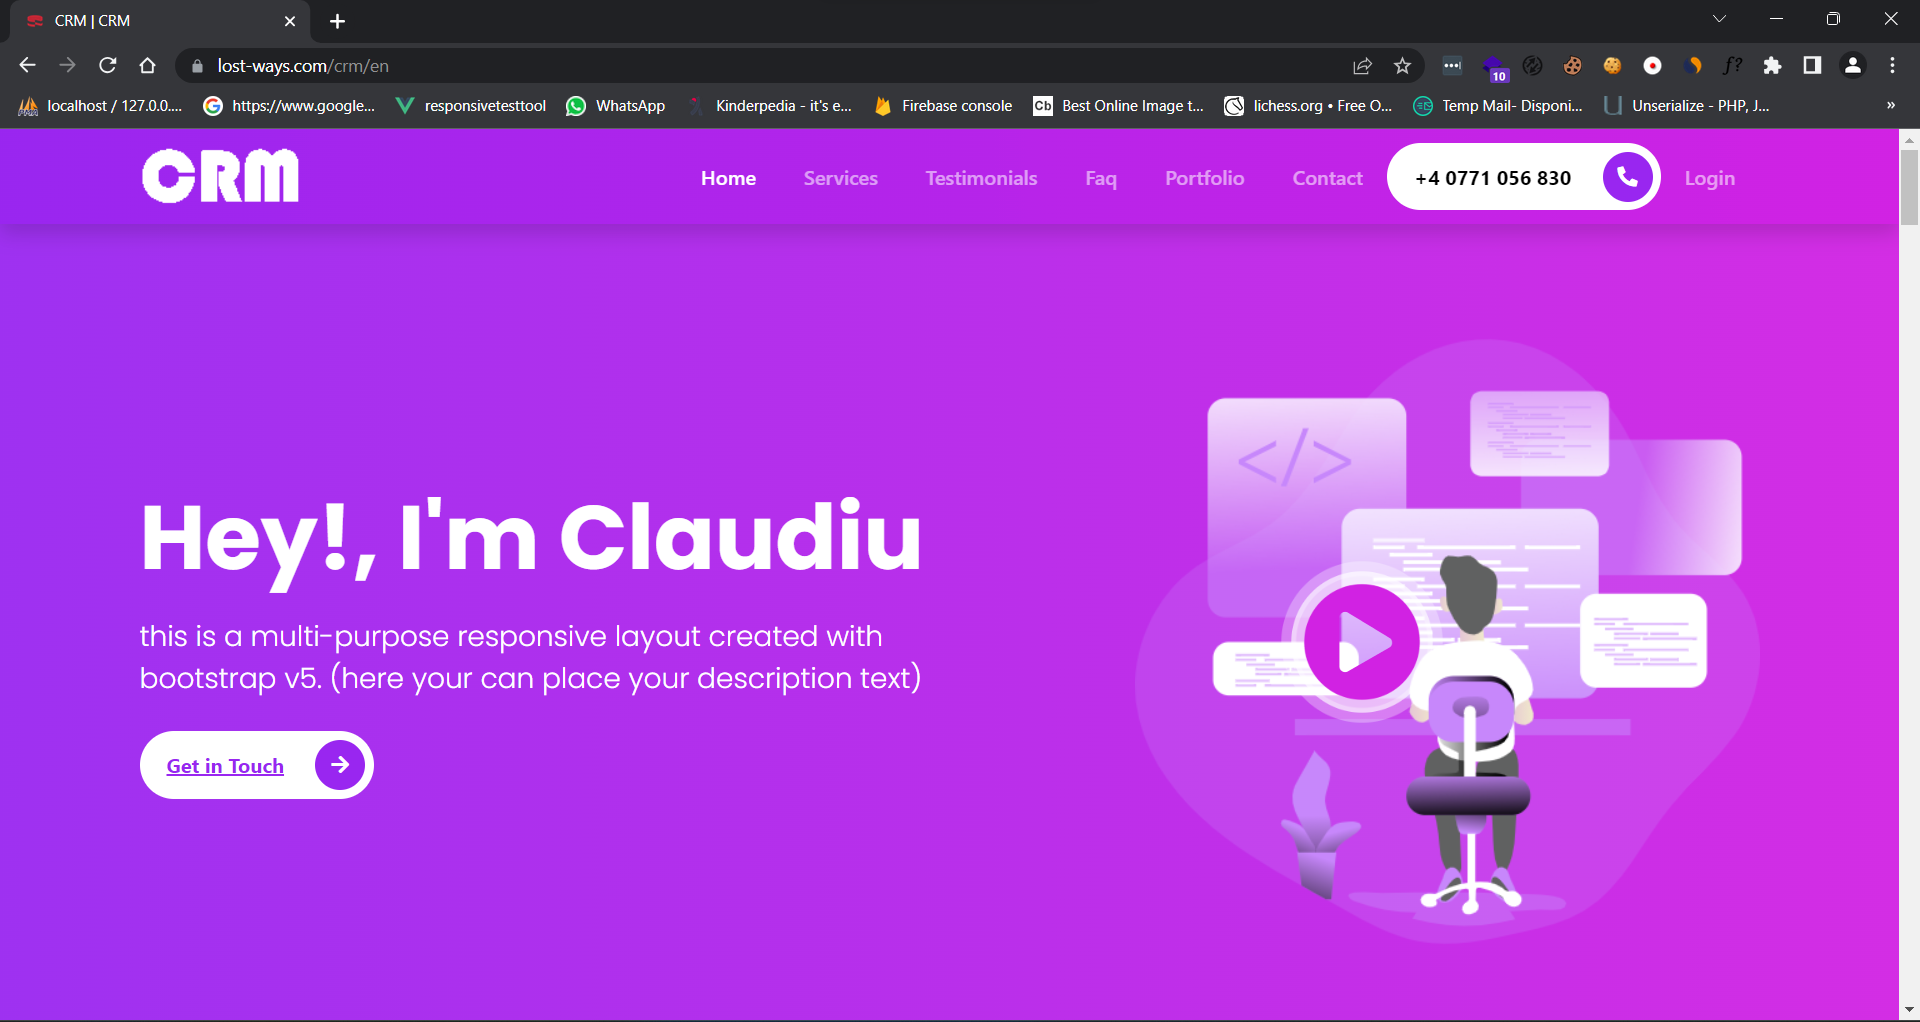 CRM | CRM
lost-ways.com/crm/en
10
localhost / 127.0.0....
https://www.google...
responsivetesttool
WhatsApp
Kinderpedia - it's e...
Firebase console
Cb Best Online Image t...
lichess.org • Free O...
Temp Mail- Disponi...
Unserialize - PHP, J...
»
CRM
Home
Services
Testimonials
Faq
Portfolio
Contact
+4 0771 056 830
Login
</>
Hey!, I'm Claudiu
this is a multi-purpose responsive layout created with
bootstrap v5. (here your can place your description text)
Get in Touch